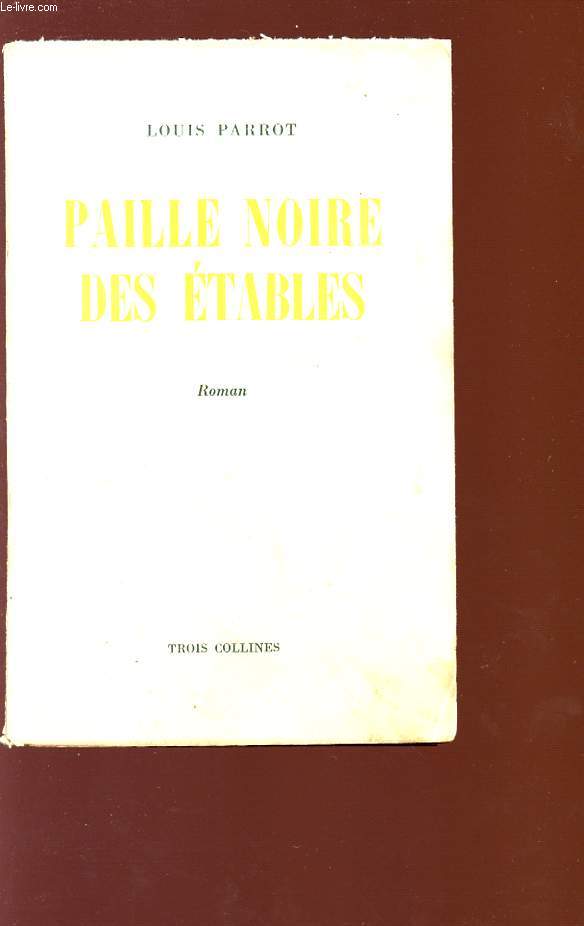 Le-livre.com
LOUIS PARROT
PAILLE NOIRE
DES ÉTABLES
Roman
TROIS COLLINES